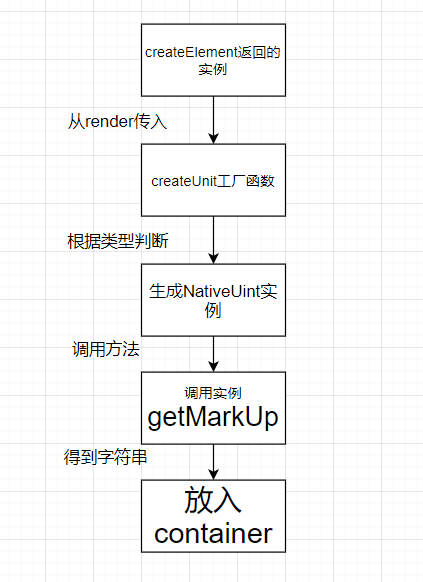 createElement返回的
实例
从render传入
createUnit工厂函数
根据类型判断
生成NativeUint实
例
调用方法
调用实例
getMarkUp
得到字符串
放入
container